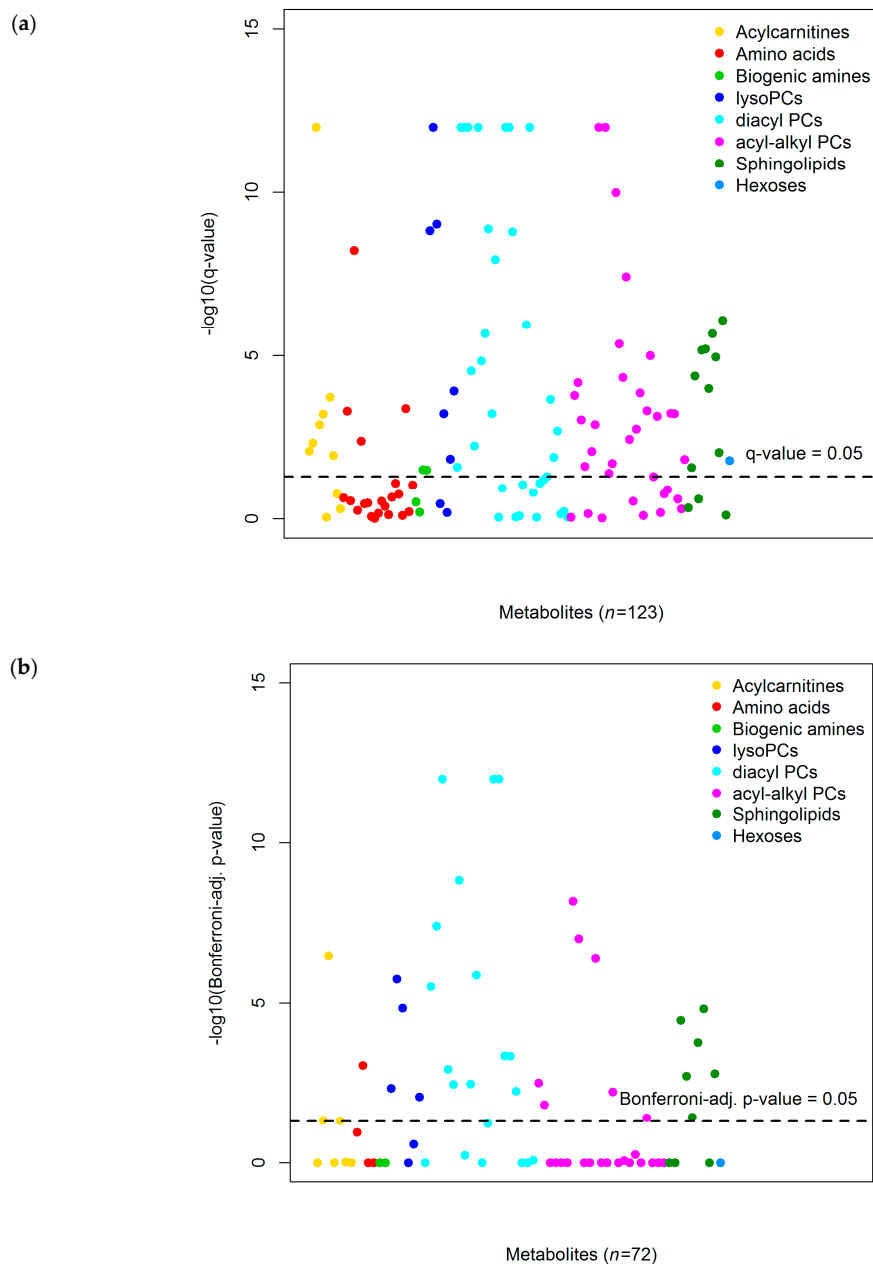 (a)
15
10
5
0
-log10(q-value)
Acylcarnitines
Amino acids
Biogenic amines
lysoPCs
diacyl PCs
acyl-alkyl PCs
Sphingolipids
Hexoses
q-value = 0.05
Metabolites (n=123)
(b)
15
10
5
0
-log10(Bonferroni-adj. p-value)
Acylcarnitines
Amino acids
Biogenic amines
lysoPCs
diacyl PCs
acyl-alkyl PCs
Sphingolipids
Hexoses
Bonferroni-adj. p-value = 0.05
Metabolites (n=72)